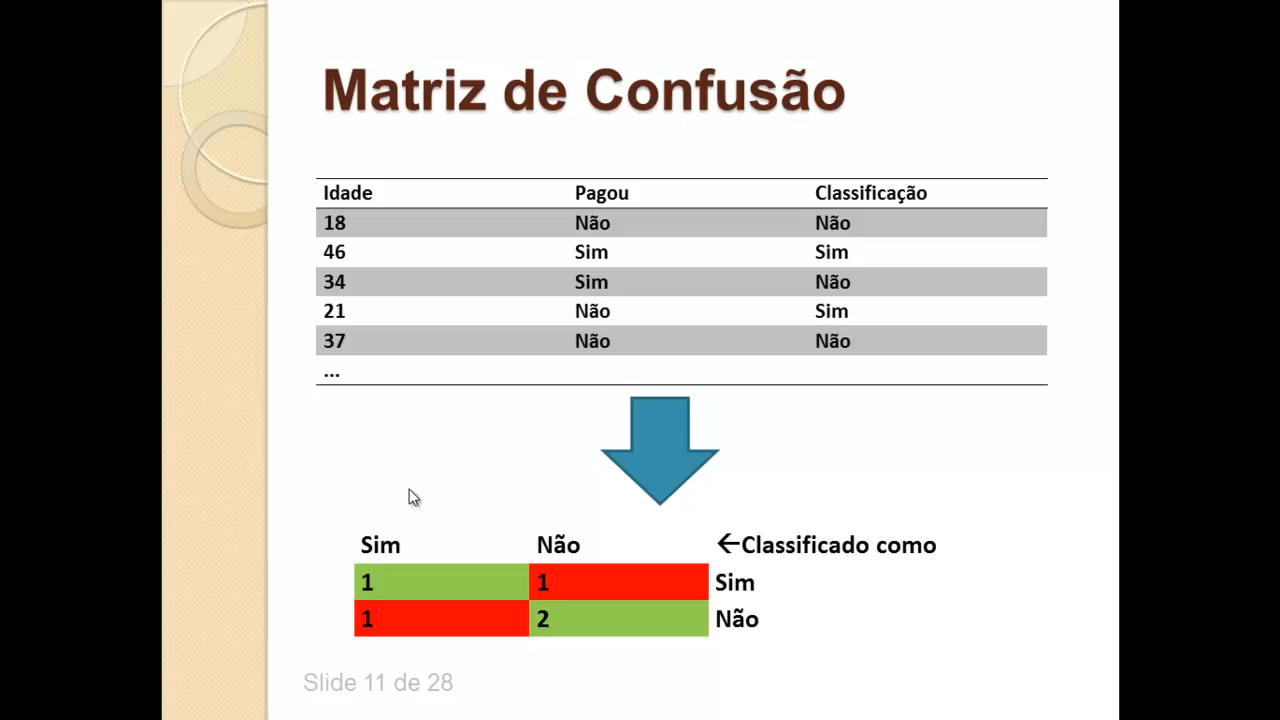 Matriz de Confusão
Idade Pagou Classificação
18 Não Não
46 Sim Sim
34 Sim Não
21 Não Sim
37 Não Não
...
Sim Não ←Classificado como
1 1 Sim
1 2 Não
Slide 11 de 28